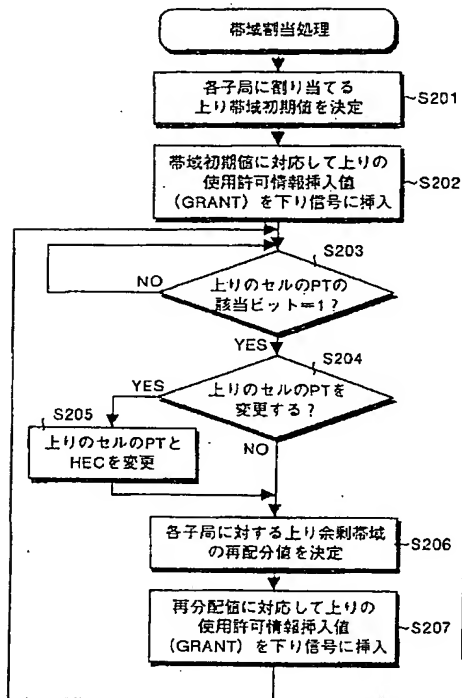 帯域割当処理
各子局に割り当てる
上り帯域初期値を決定
S201
帯域初期値に対応して上りの
使用許可情報挿入値
(GRANT)を下り信号に挿入
S202
S203
上りのセルのPTの
該当ビット=1?
NO
YES
S204
上りのセルのPTを
変更する?
YES
NO
S205
上りのセルのPTと
HECを変更
各子局に対する上り余剰帯域
の再配分値を決定
S206
再分配値に対応して上りの
使用許可情報挿入値
(GRANT)を下り信号に挿入
S207